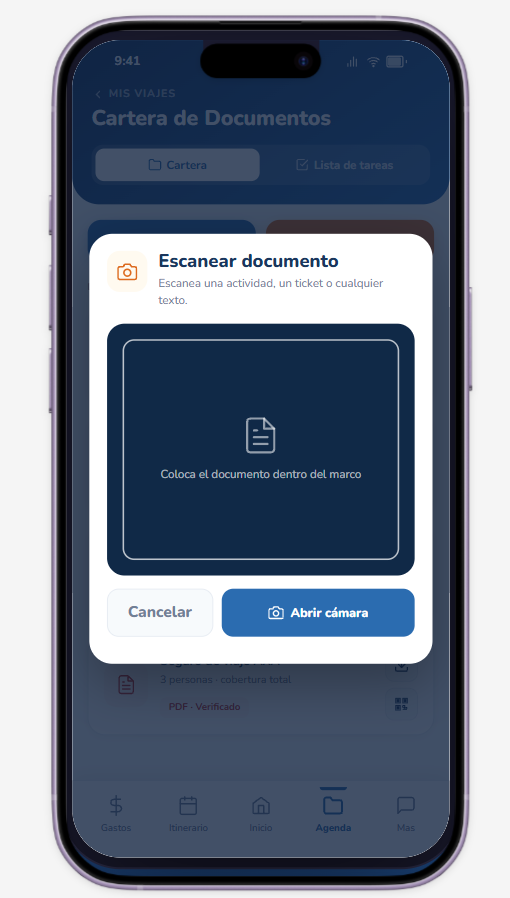 9:41
MIS VIAJES
Cartera de Documentos
Cartera
Lista de tareas
Escanear documento
Escanea una actividad, un ticket o cualquier
texto.
Coloca el documento dentro del marco
Cancelar
Abrir cámara
3 personas · cobertura total
PDF · Verificado
Gastos
Itinerario
Inicio
Agenda
Mas